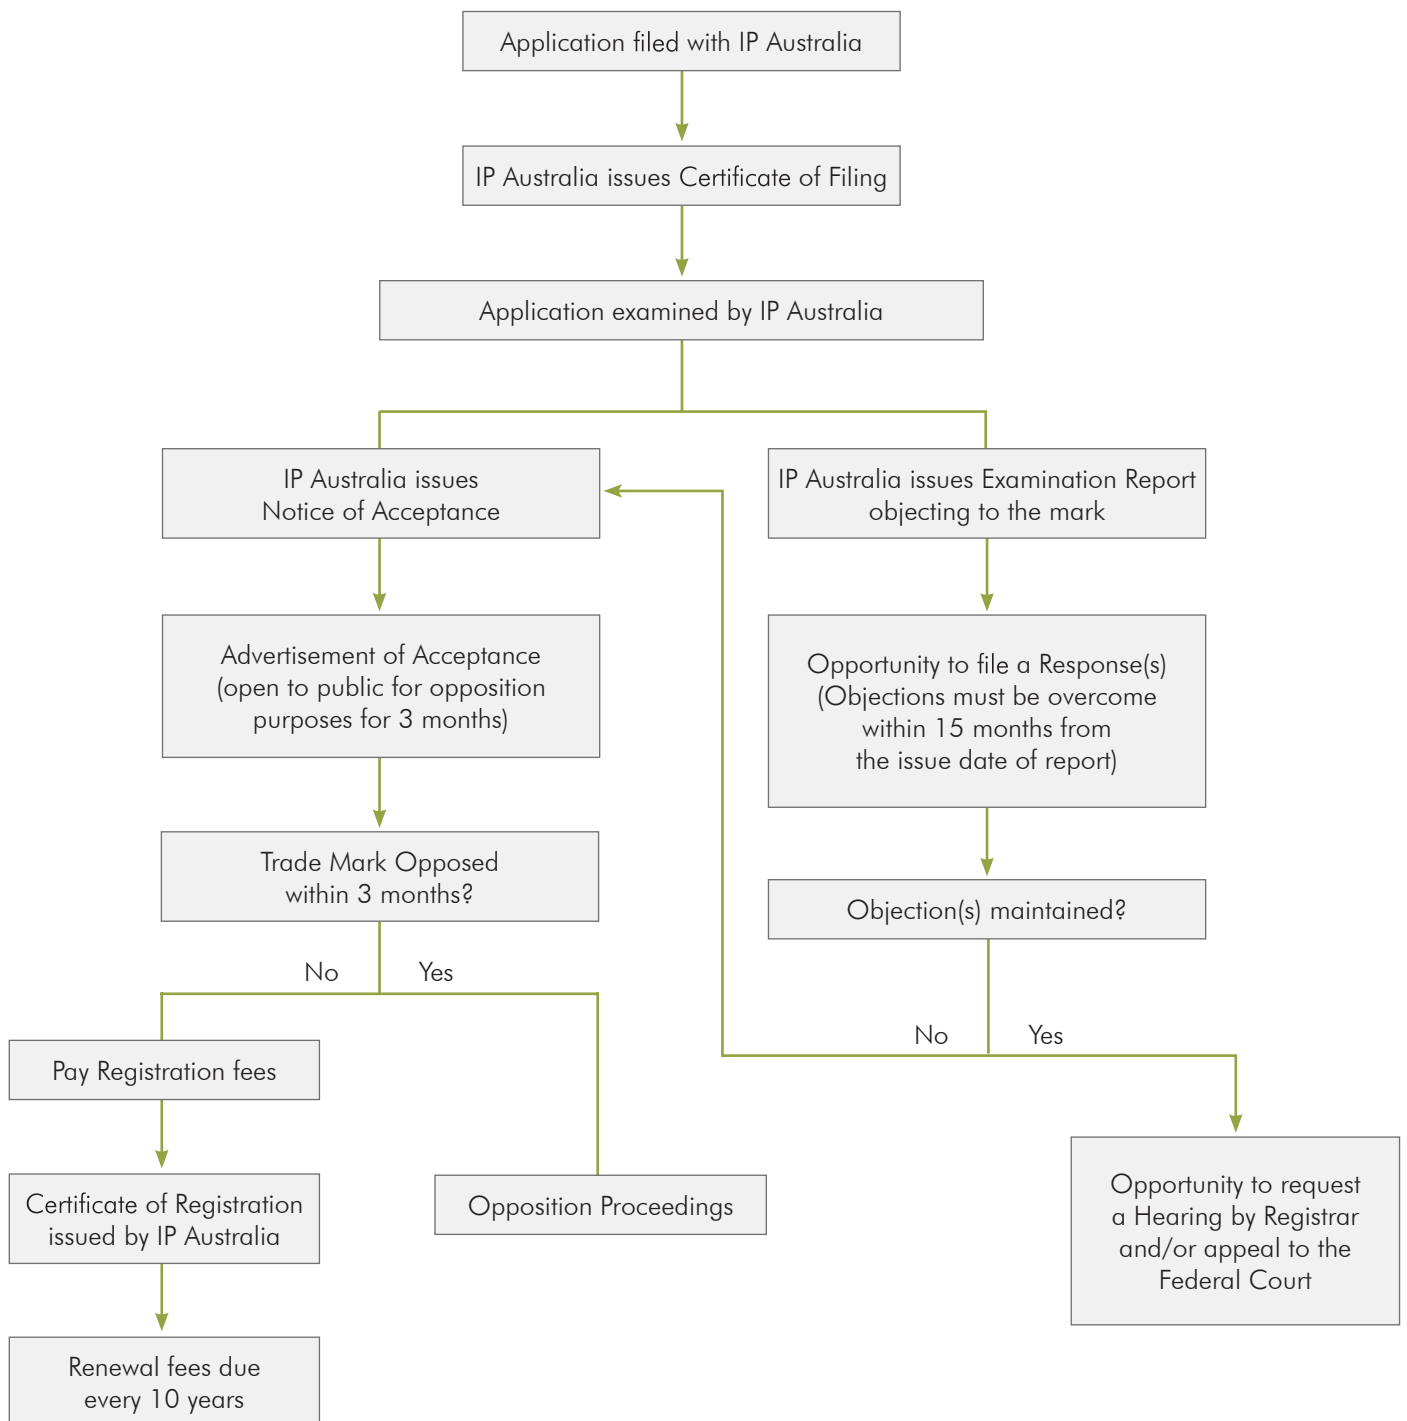 Application filed with IP Australia
IP Australia issues Certificate of Filing
Application examined by IP Australia
IP Australia issues
Notice of Acceptance
IP Australia issues Examination Report
objecting to the mark
Advertisement of Acceptance
(open to public for opposition
purposes for 3 months)
Opportunity to file a Response(s)
(Objections must be overcome
within 15 months from
the issue date of report)
Trade Mark Opposed
within 3 months?
Objection(s) maintained?
No
Yes
No
Yes
Pay Registration fees
Certificate of Registration
issued by IP Australia
Opposition Proceedings
Opportunity to request
a Hearing by Registrar
and/or appeal to the
Federal Court
Renewal fees due
every 10 years